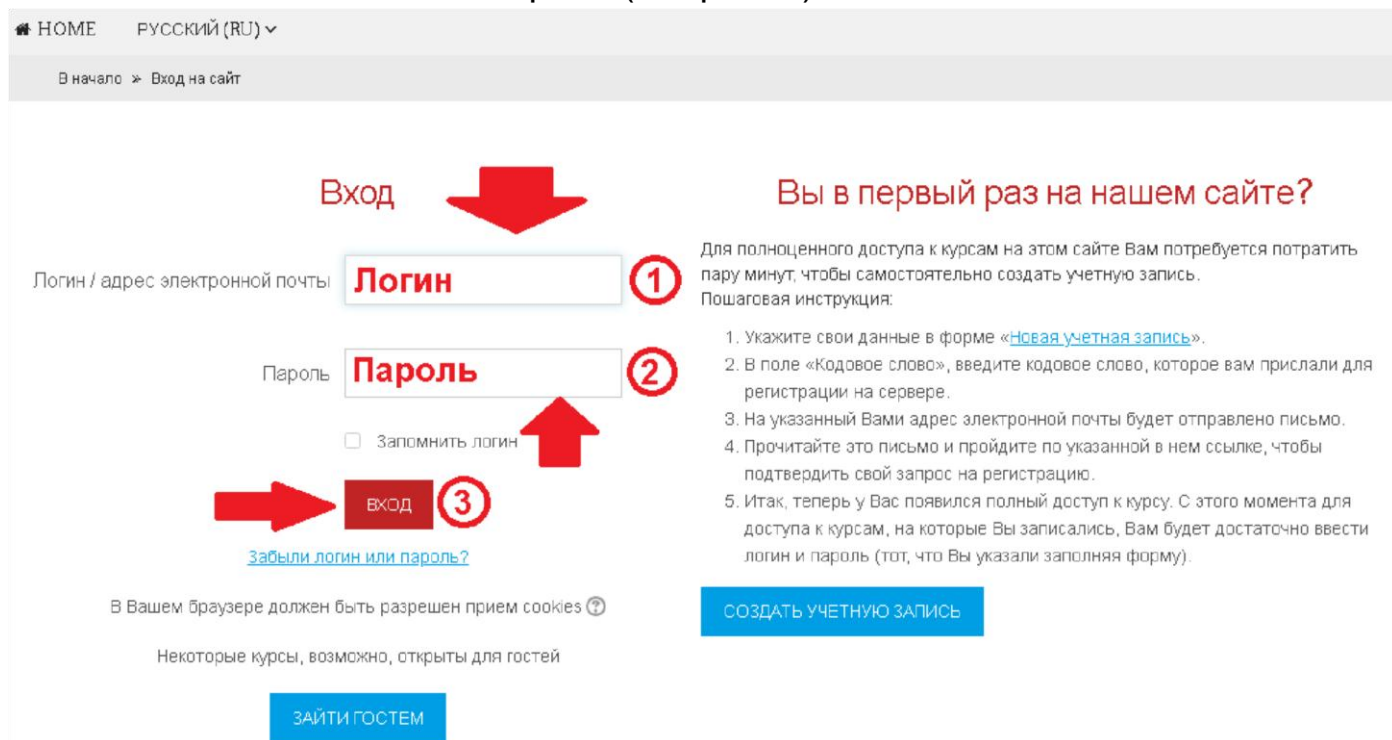 HOME РУССКИЙ (RU)
В начало » Вход на сайт
Вход
Логин / адрес электронной почты Логин 1
Пароль Пароль 2
Запомнить логин
ВХОД 3
Забыли логин или пароль?
В Вашем браузере должен быть разрешен прием cookies ?
Некоторые курсы, возможно, открыты для гостей
ЗАЙТИ ГОСТЕМ
Вы в первый раз на нашем сайте?
Для полноценного доступа к курсам на этом сайте Вам потребуется потратить
пару минут, чтобы самостоятельно создать учетную запись.
Пошаговая инструкция:
1. Укажите свои данные в форме «Новая учетная запись».
2. В поле «Кодовое слово», введите кодовое слово, которое вам прислали для
регистрации на сервере.
3. На указанный Вами адрес электронной почты будет отправлено письмо.
4. Прочитайте это письмо и пройдите по указанной в нем ссылке, чтобы
подтвердить свой запрос на регистрацию.
5. Итак, теперь у Вас появился полный доступ к курсу. С этого момента для
доступа к курсам, на которые Вы записались, Вам будет достаточно ввести
логин и пароль (тот, что Вы указали заполняя форму).
СОЗДАТЬ УЧЕТНУЮ ЗАПИСЬ